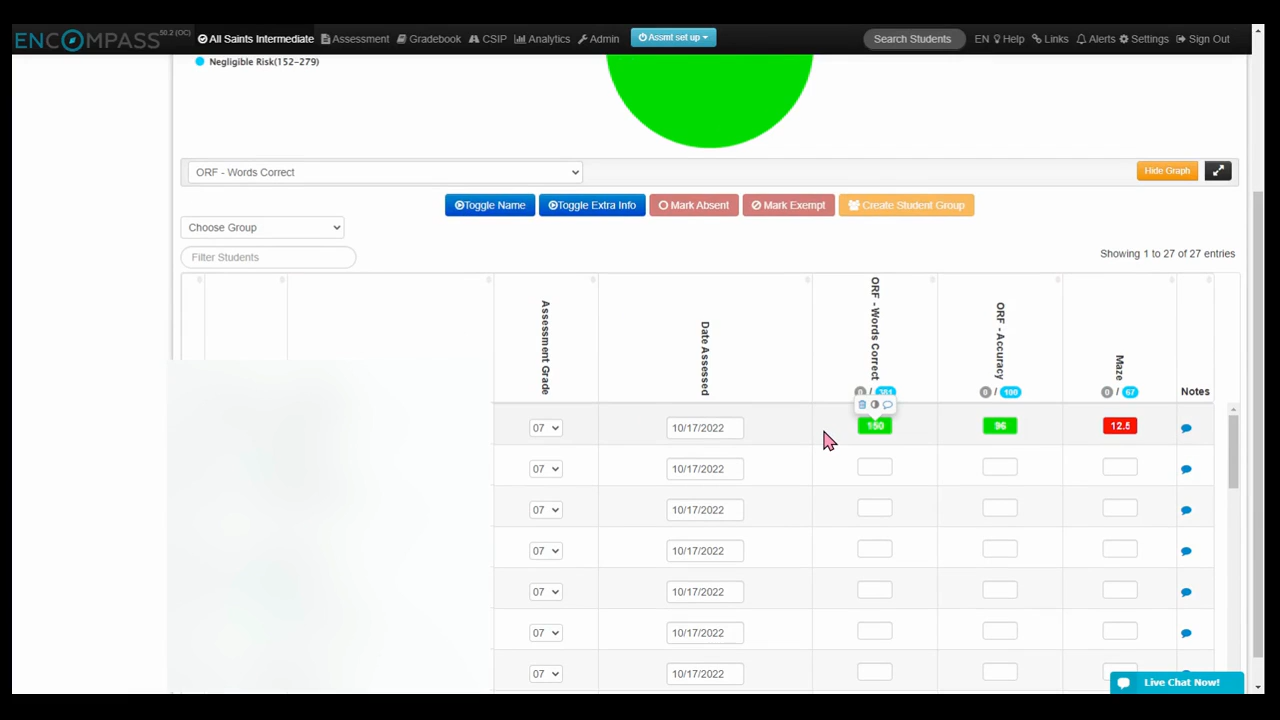 ENCOMPASS 50.2 (OC) All Saints Intermediate Assessment Gradebook CSIP Analytics Admin Assmt set up Search Students EN Help Links Alerts Settings Sign Out
Negligible Risk(152-279)
ORF - Words Correct Hide Graph
Toggle Name Toggle Extra Info Mark Absent Mark Exempt Create Student Group
Choose Group
Filter Students Showing 1 to 27 of 27 entries
Assessment Grade Date Assessed ORF - Words Correct ORF - Accuracy Maze Notes
0 / 351 0 / 100 0 / 67
07 10/17/2022 150 96 12.5
07 10/17/2022
07 10/17/2022
07 10/17/2022
07 10/17/2022
07 10/17/2022
07 10/17/2022
Live Chat Now!